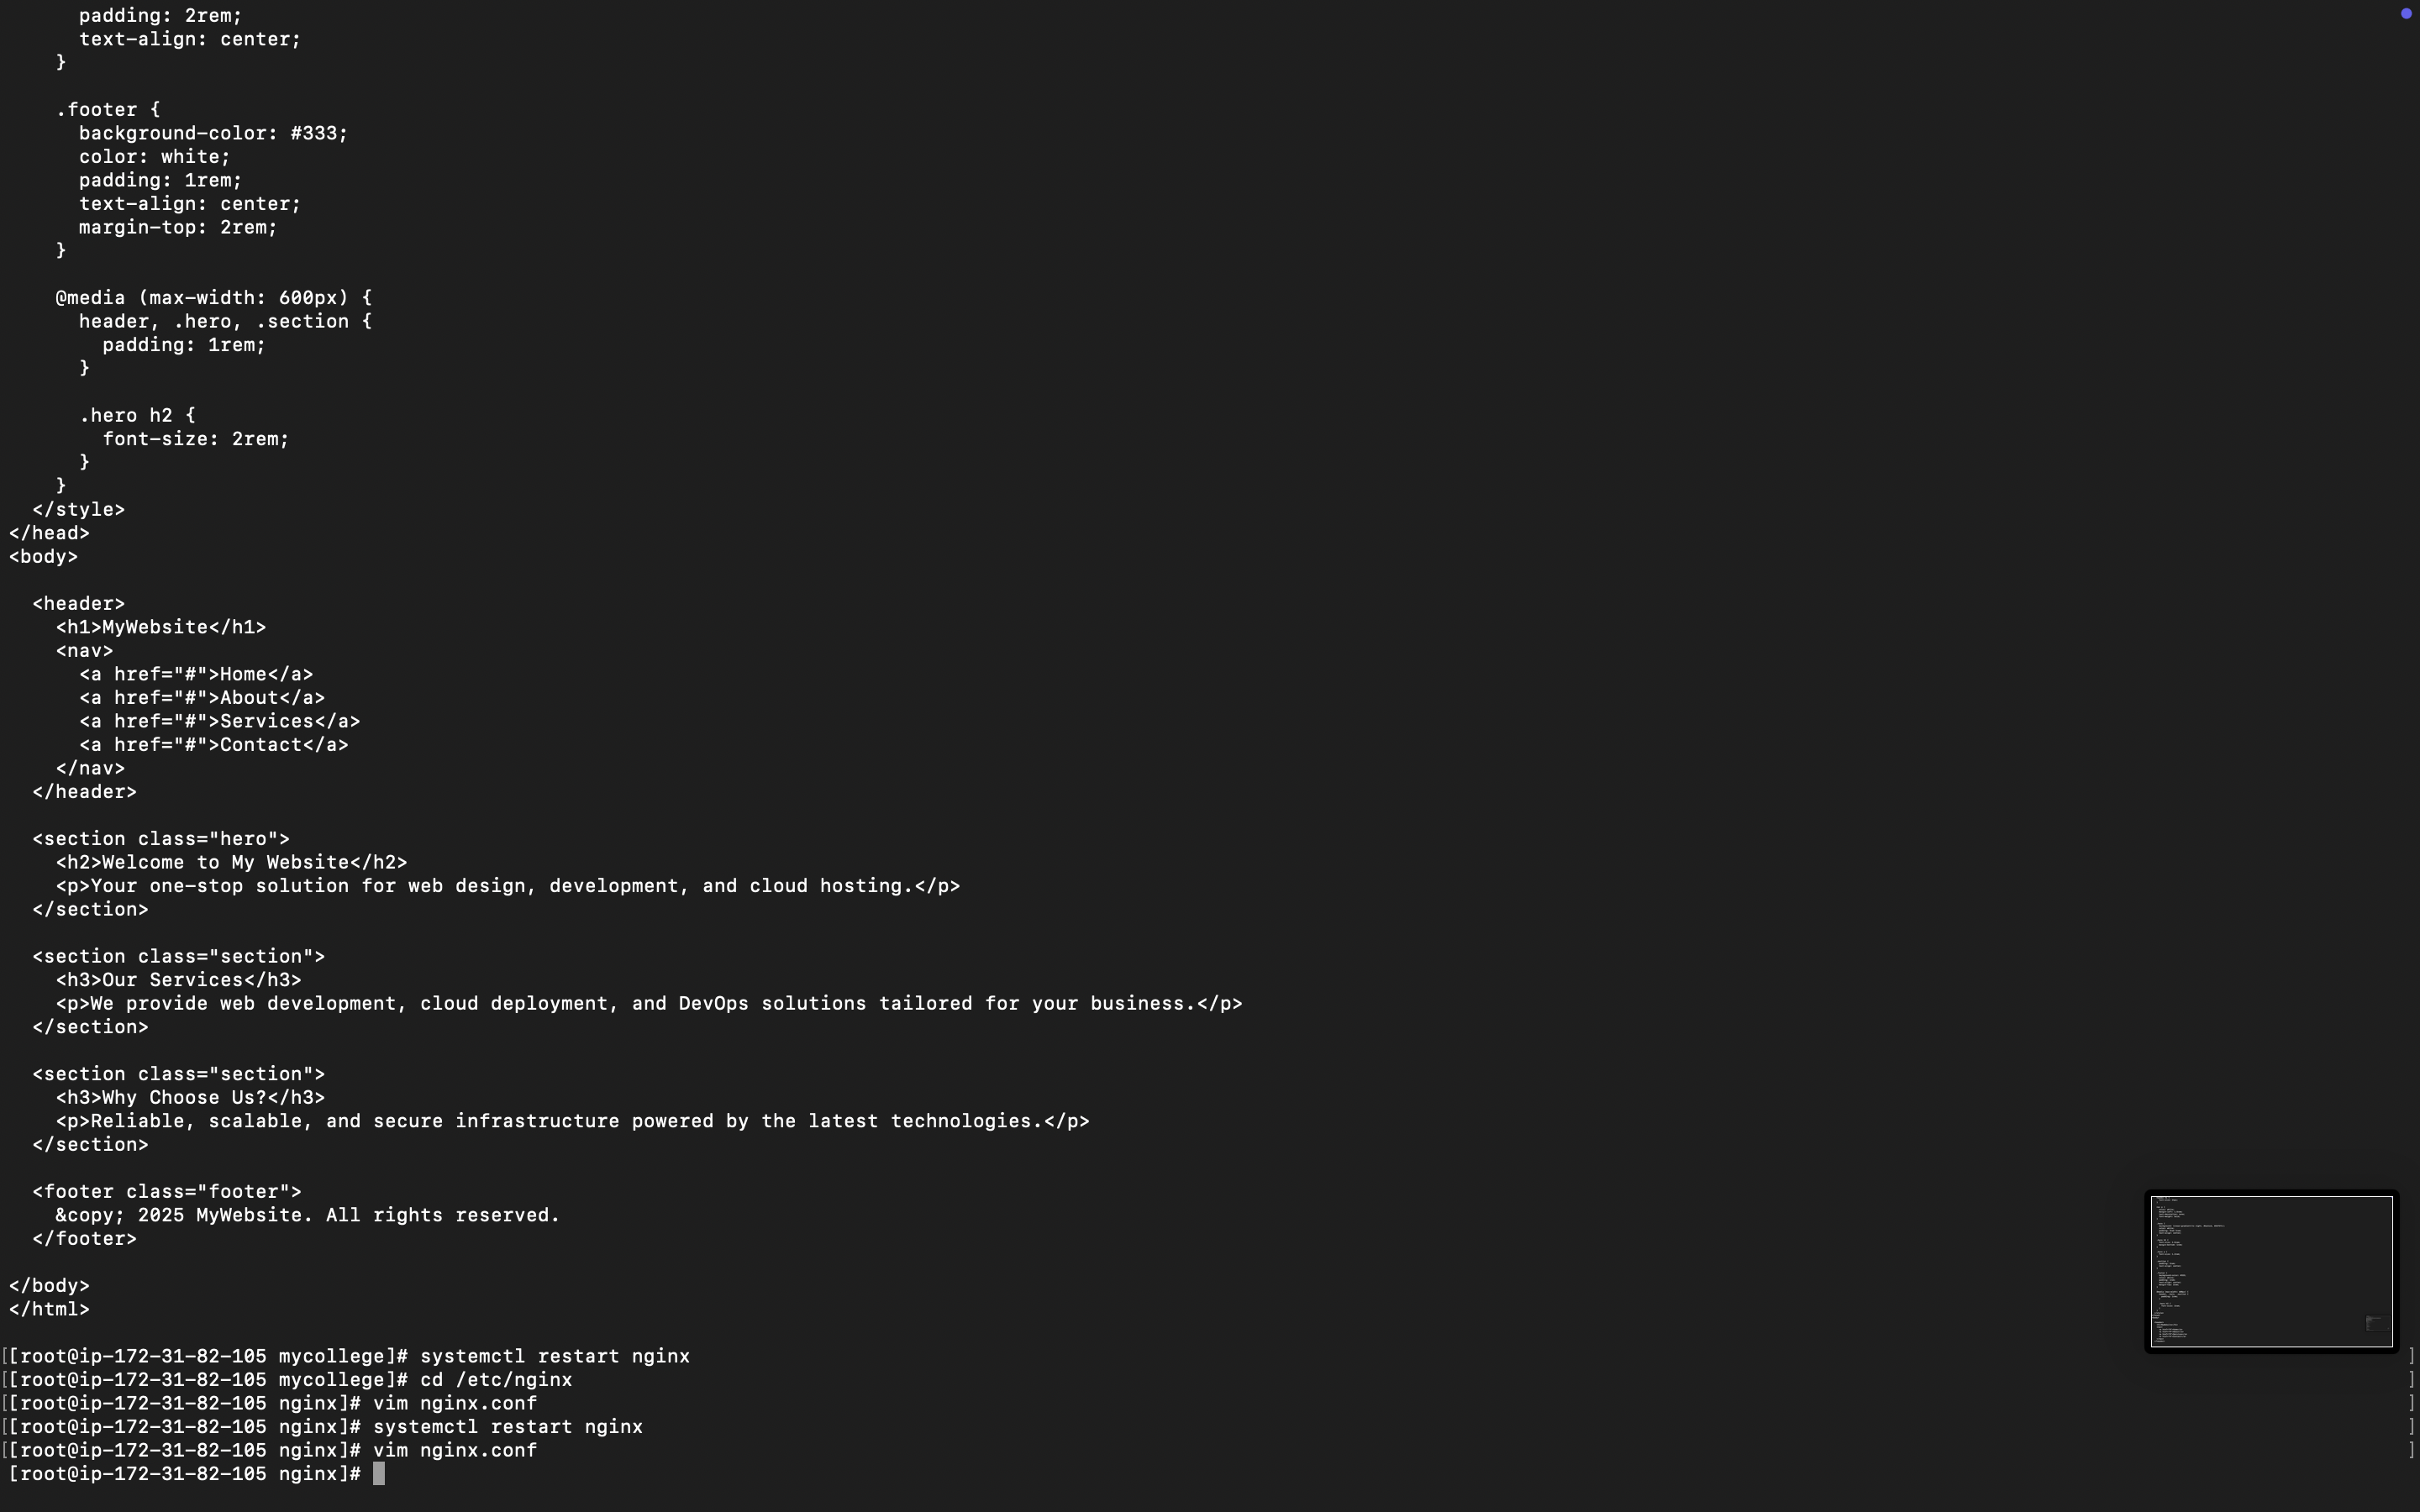 padding: 2rem;
      text-align: center;
    }

    .footer {
      background-color: #333;
      color: white;
      padding: 1rem;
      text-align: center;
      margin-top: 2rem;
    }

    @media (max-width: 600px) {
      header, .hero, .section {
        padding: 1rem;
      }

      .hero h2 {
        font-size: 2rem;
      }
    }
  </style>
</head>
<body>

  <header>
    <h1>MyWebsite</h1>
    <nav>
      <a href="#">Home</a>
      <a href="#">About</a>
      <a href="#">Services</a>
      <a href="#">Contact</a>
    </nav>
  </header>

  <section class="hero">
    <h2>Welcome to My Website</h2>
    <p>Your one-stop solution for web design, development, and cloud hosting.</p>
  </section>

  <section class="section">
    <h3>Our Services</h3>
    <p>We provide web development, cloud deployment, and DevOps solutions tailored for your business.</p>
  </section>

  <section class="section">
    <h3>Why Choose Us?</h3>
    <p>Reliable, scalable, and secure infrastructure powered by the latest technologies.</p>
  </section>

  <footer class="footer">
    &copy; 2025 MyWebsite. All rights reserved.
  </footer>

</body>
</html>

[[root@ip-172-31-82-105 mycollege]# systemctl restart nginx ]
[[root@ip-172-31-82-105 mycollege]# cd /etc/nginx ]
[[root@ip-172-31-82-105 nginx]# vim nginx.conf ]
[[root@ip-172-31-82-105 nginx]# systemctl restart nginx ]
[[root@ip-172-31-82-105 nginx]# vim nginx.conf ]
[root@ip-172-31-82-105 nginx]#